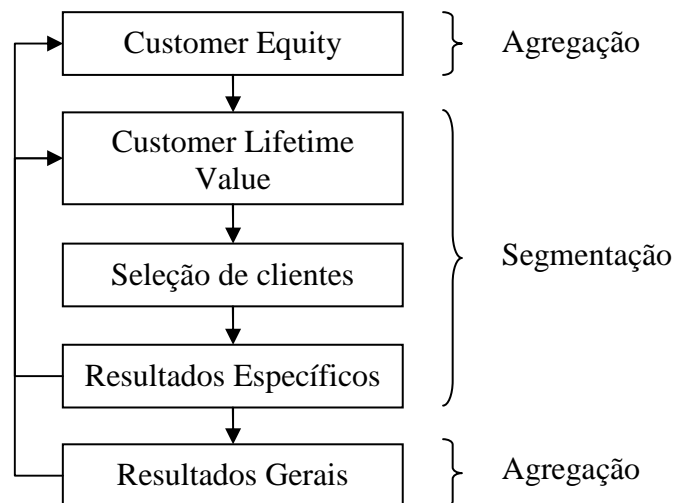 Customer Equity
Agregação
Customer Lifetime
Value
Segmentação
Seleção de clientes
Resultados Específicos
Resultados Gerais
Agregação